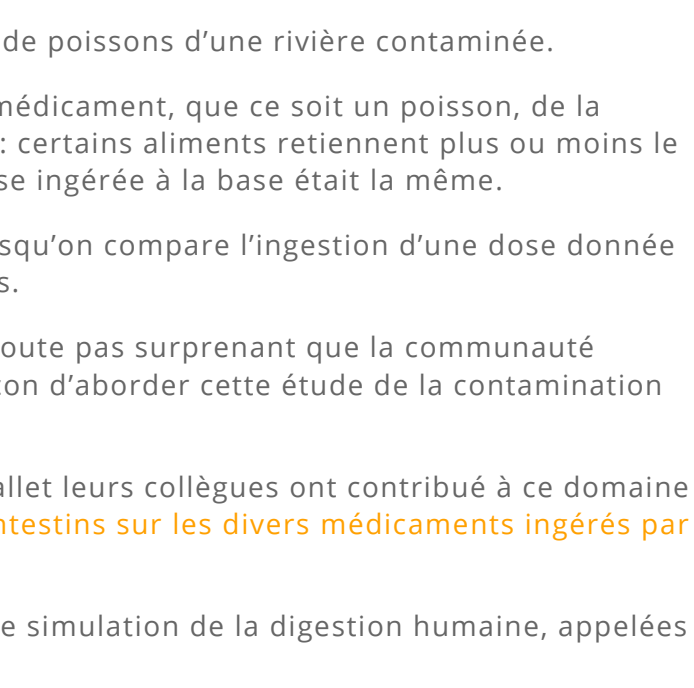 de poissons d’une rivière contaminée.
médicament, que ce soit un poisson, de la
: certains aliments retiennent plus ou moins le
se ingérée à la base était la même.
squ’on compare l’ingestion d’une dose donnée
s.
oute pas surprenant que la communauté
on d’aborder cette étude de la contamination
allet leurs collègues ont contribué à ce domaine
ntestins sur les divers médicaments ingérés par
e simulation de la digestion humaine, appelées